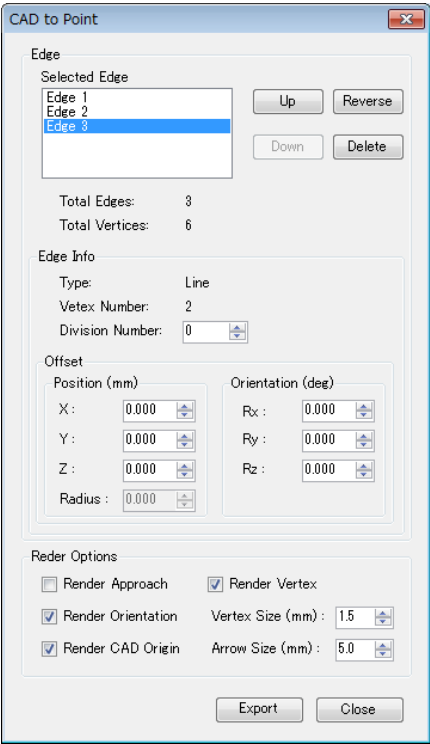 CAD to Point
Edge
Selected Edge
Edge 1
Edge 2
Edge 3
Up
Reverse
Down
Delete
Total Edges: 3
Total Vertices: 6
Edge Info
Type: Line
Vetex Number: 2
Division Number: 0
Offset
Position (mm)
X : 0.000
Y : 0.000
Z : 0.000
Radius : 0.000
Orientation (deg)
Rx : 0.000
Ry : 0.000
Rz : 0.000
Reder Options
Render Approach
Render Vertex
Render Orientation
Vertex Size (mm) : 1.5
Render CAD Origin
Arrow Size (mm) : 5.0
Export
Close